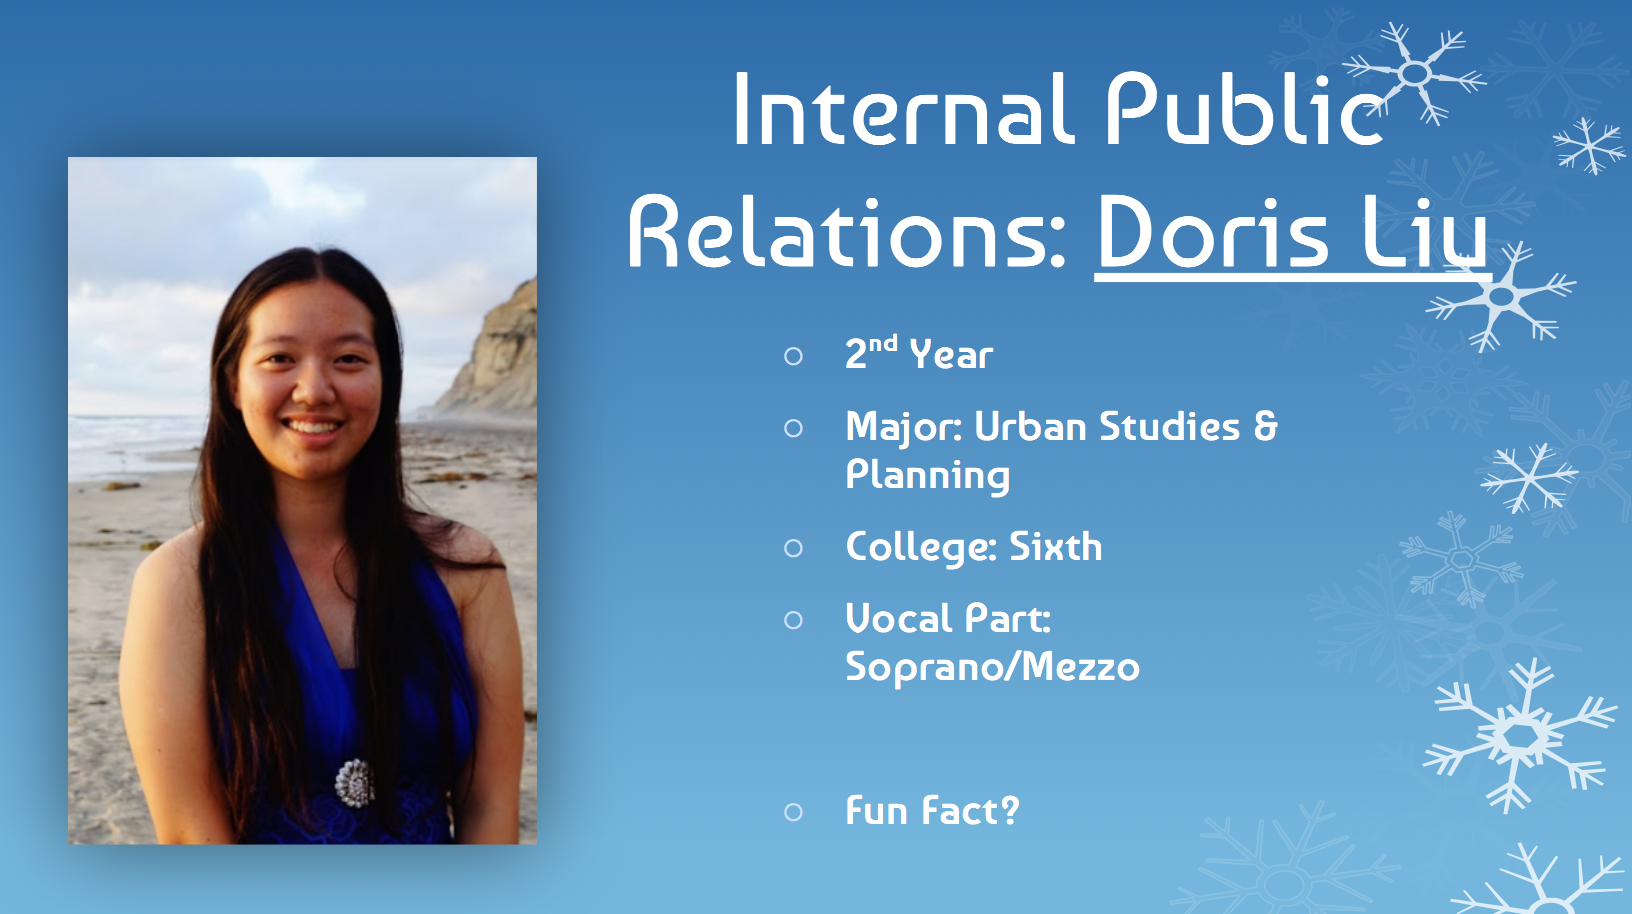 Internal Public
Relations: Doris Liu
2nd Year
Major: Urban Studies &
Planning
College: Sixth
Vocal Part:
Soprano/Mezzo
Fun Fact?